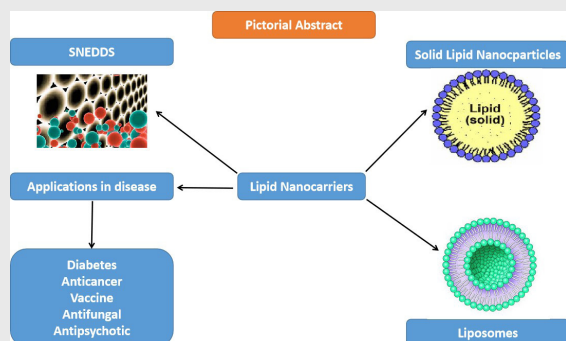 Pictorial Abstract
SNEDDS
Solid Lipid Nanocparticles
Lipid
(solid)
Applications in disease
Lipid Nanocarriers
Diabetes
Anticancer
Vaccine
Antifungal
Antipsychotic
Liposomes